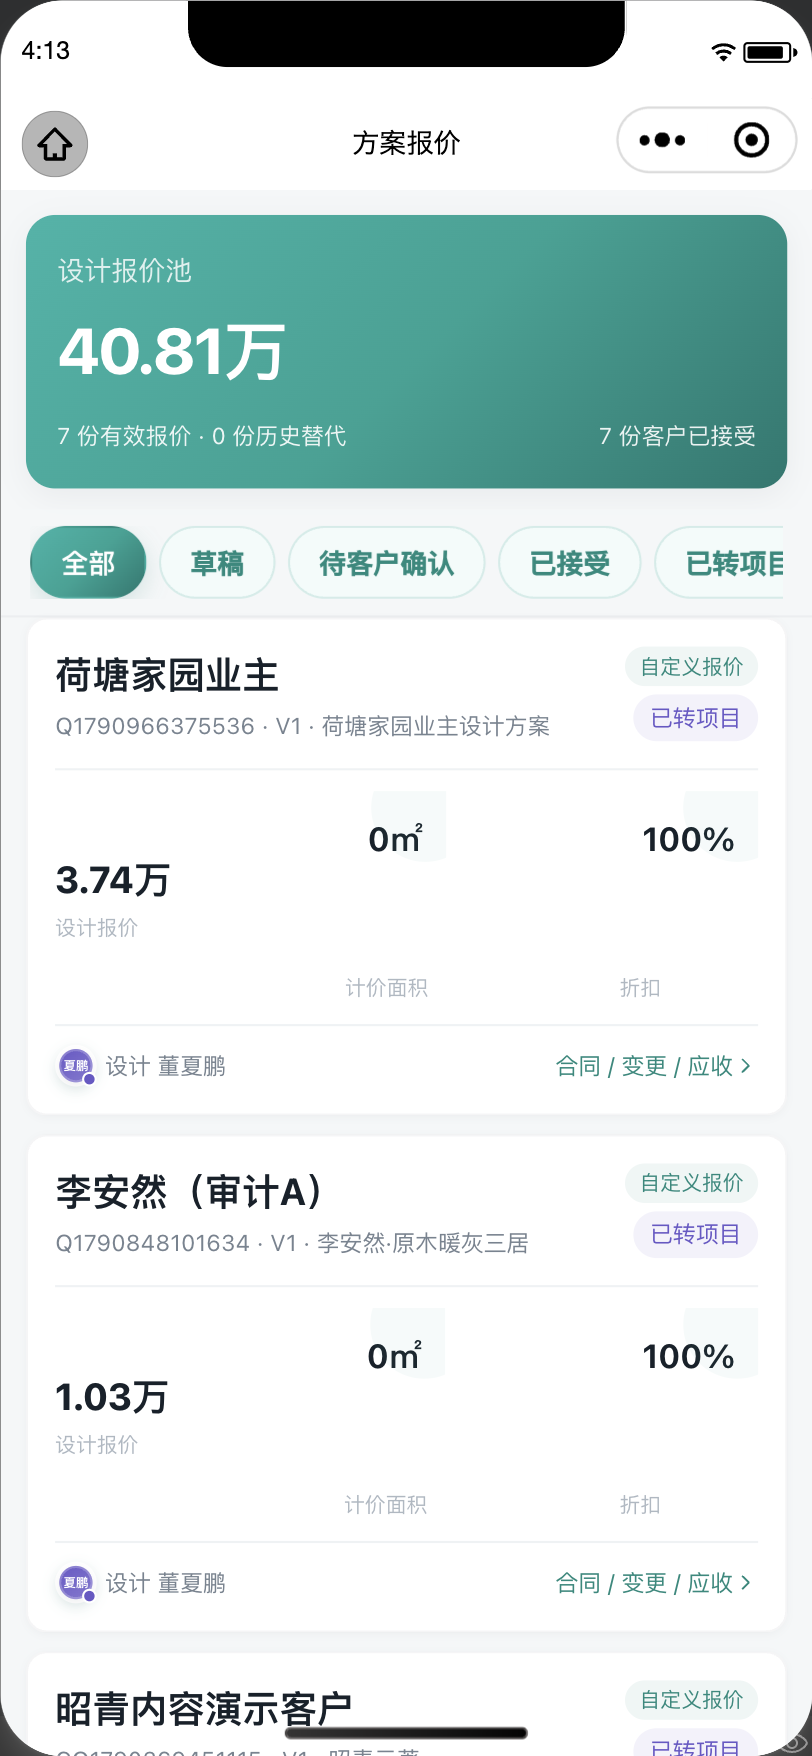 4:13
方案报价
设计报价池
40.81万
7 份有效报价 · 0 份历史替代
7 份客户已接受
全部
草稿
待客户确认
已接受
已转项目
荷塘家园业主
自定义报价
Q1790966375536 · V1 · 荷塘家园业主设计方案
已转项目
3.74万
设计报价
0㎡
计价面积
100%
折扣
夏鹏
设计 董夏鹏
合同 / 变更 / 应收 >
李安然（审计A）
自定义报价
Q1790848101634 · V1 · 李安然·原木暖灰三居
已转项目
1.03万
设计报价
0㎡
计价面积
100%
折扣
夏鹏
设计 董夏鹏
合同 / 变更 / 应收 >
昭青内容演示客户
自定义报价
已转项目